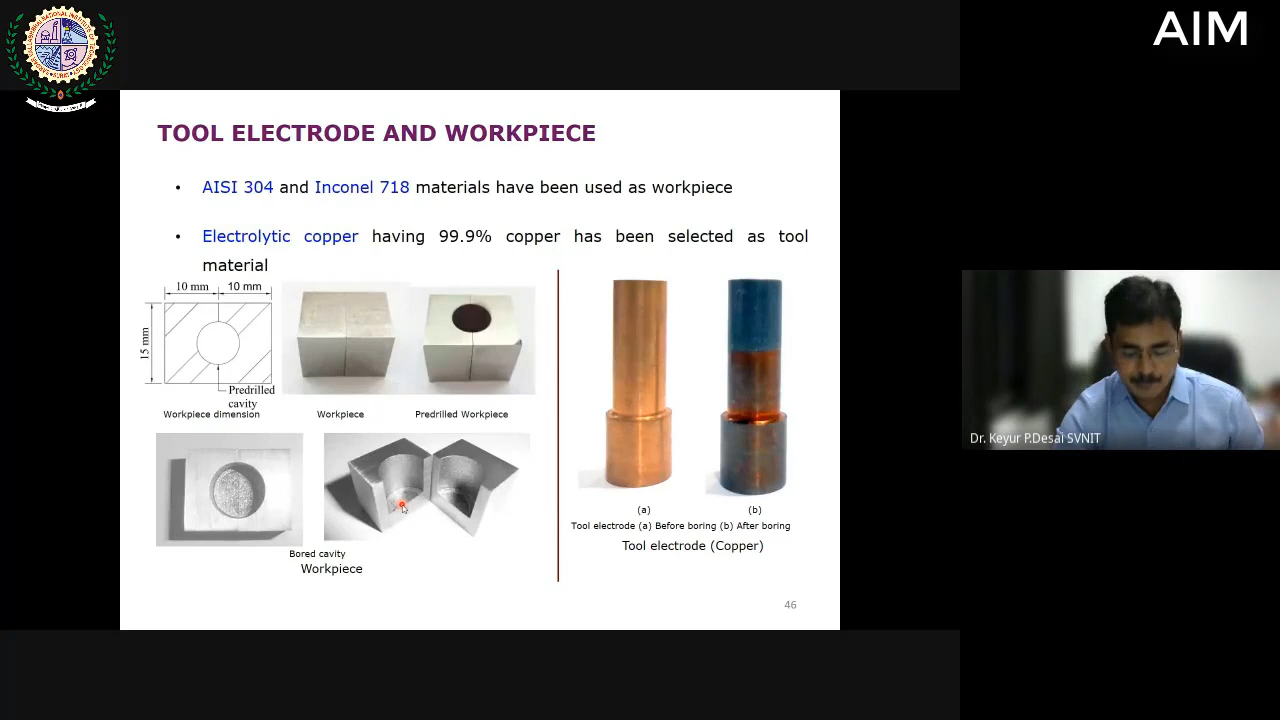 AIM
TOOL ELECTRODE AND WORKPIECE
• AISI 304 and Inconel 718 materials have been used as workpiece
• Electrolytic copper having 99.9% copper has been selected as tool
material
10 mm 10 mm
15 mm
Predrilled
cavity
Workpiece dimension Workpiece Predrilled Workpiece
Bored cavity
Workpiece
(a) (b)
Tool electrode (a) Before boring (b) After boring
Tool electrode (Copper)
46
Dr. Keyur P.Desai SVNIT